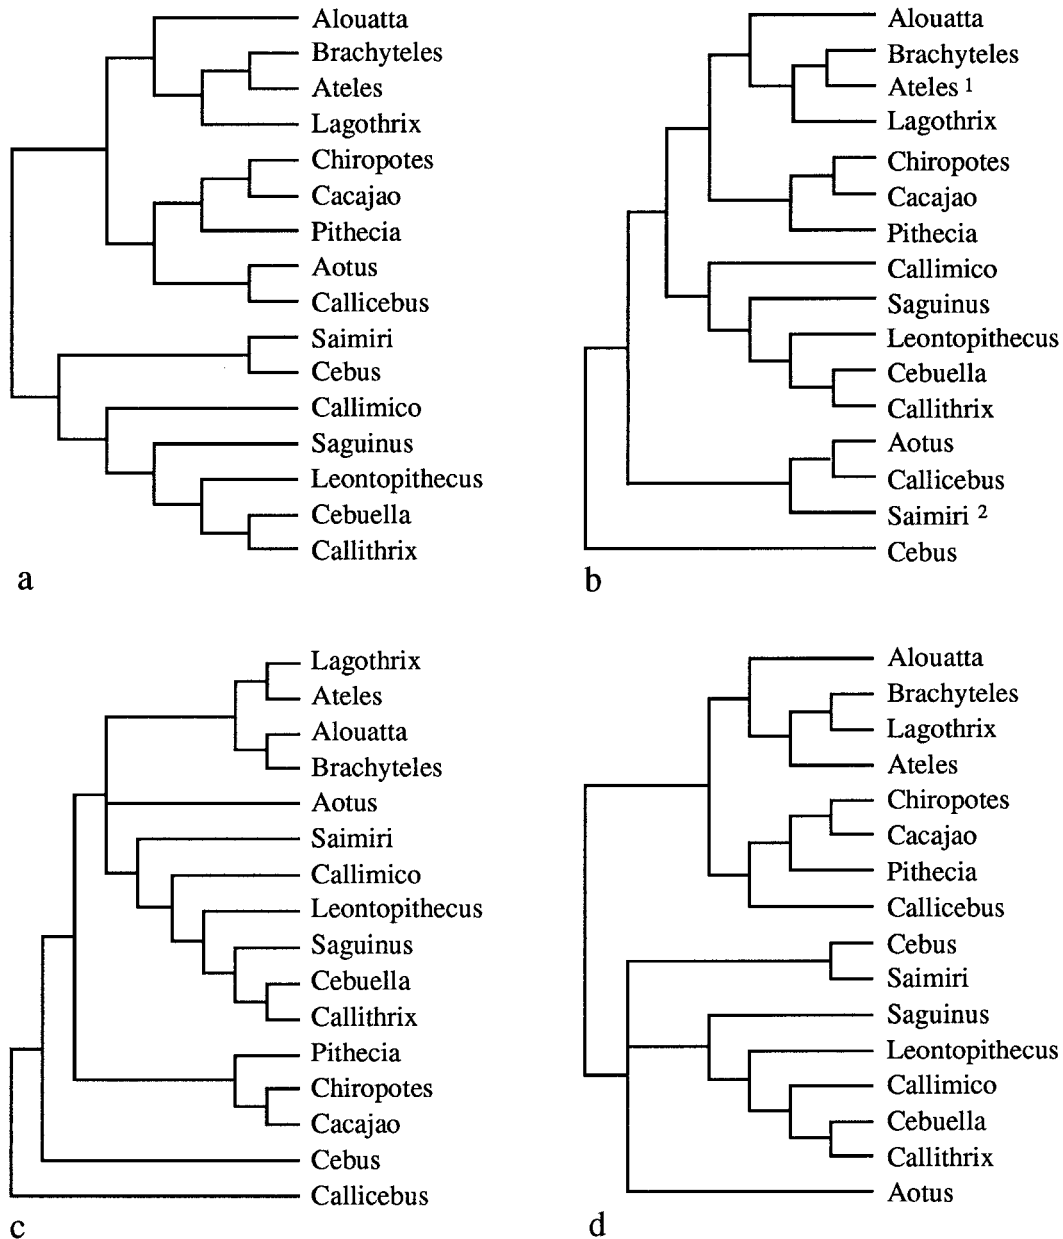 Alouatta
Brachyteles
Ateles
Lagothrix
Chiropotes
Cacajao
Pithecia
Aotus
Callicebus
Saimiri
Cebus
Callimico
Saguinus
Leontopithecus
Cebuella
Callithrix
a
Alouatta
Brachyteles
Ateles 1
Lagothrix
Chiropotes
Cacajao
Pithecia
Callimico
Saguinus
Leontopithecus
Cebuella
Callithrix
Aotus
Callicebus
Saimiri 2
Cebus
b
Lagothrix
Ateles
Alouatta
Brachyteles
Aotus
Saimiri
Callimico
Leontopithecus
Saguinus
Cebuella
Callithrix
Pithecia
Chiropotes
Cacajao
Cebus
Callicebus
c
Alouatta
Brachyteles
Lagothrix
Ateles
Chiropotes
Cacajao
Pithecia
Callicebus
Cebus
Saimiri
Saguinus
Leontopithecus
Callimico
Cebuella
Callithrix
Aotus
d